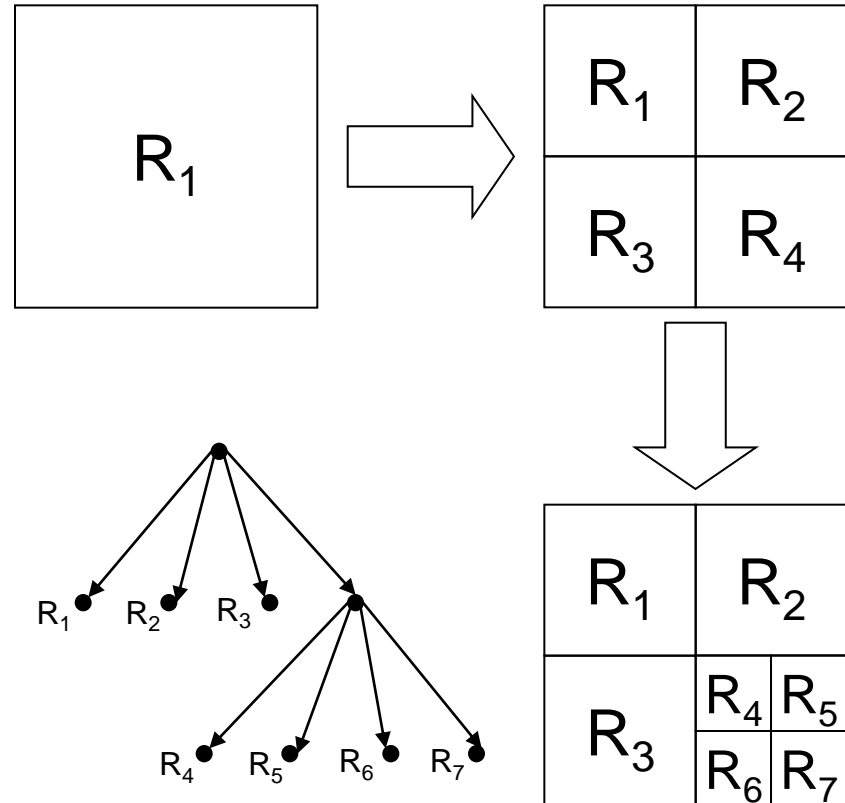 R₁
R₁ R₂
R₃ R₄
R₁ R₂
R₃
R₄ R₅
R₆ R₇
R₁ R₂ R₃
R₄ R₅ R₆ R₇